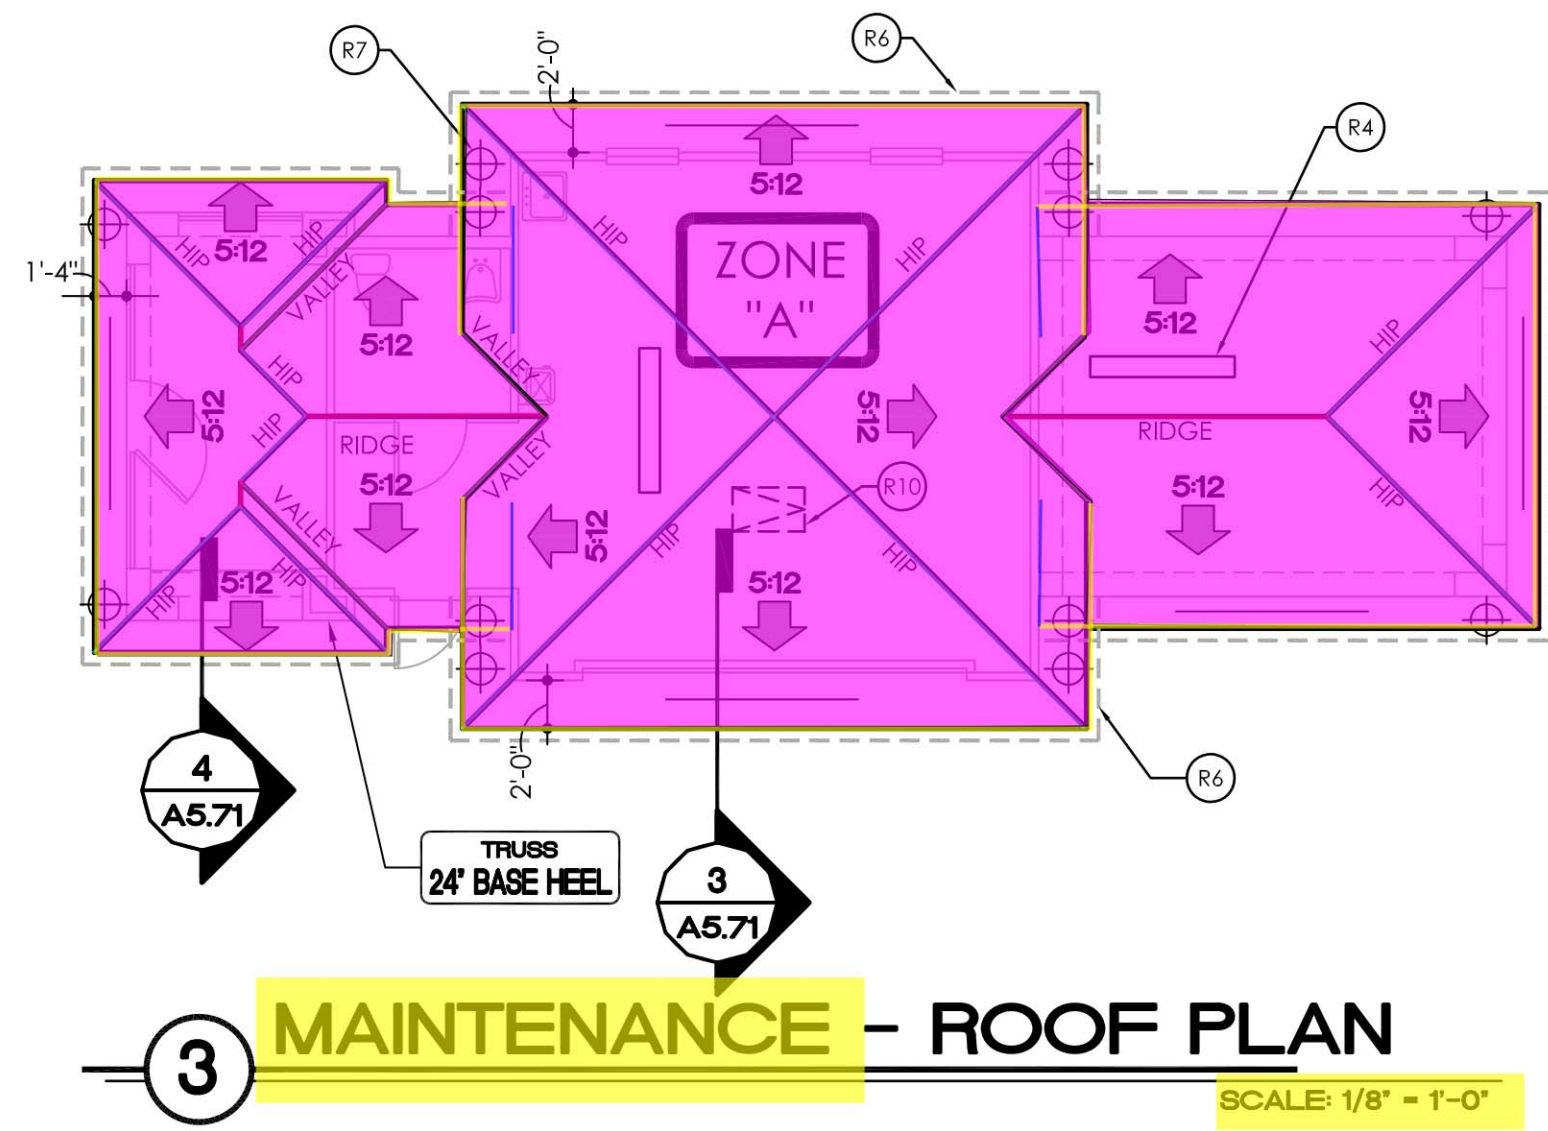 R7
2'-0"
R6
R4
5:12
HIP
HIP
5:12
1'-4"
VALLEY
HIP
HIP
ZONE
"A"
5:12
5:12
VALLEY
HIP
HIP
5:12
5:12
5:12
HIP
RIDGE
RIDGE
VALLEY
5:12
R10
5:12
HIP
VALLEY
5:12
HIP
HIP
5:12
HIP
HIP
5:12
2'-0"
R6
4
A5.71
TRUSS
24" BASE HEEL
3
A5.71
3
MAINTENANCE - ROOF PLAN
SCALE: 1/8" = 1'-0"